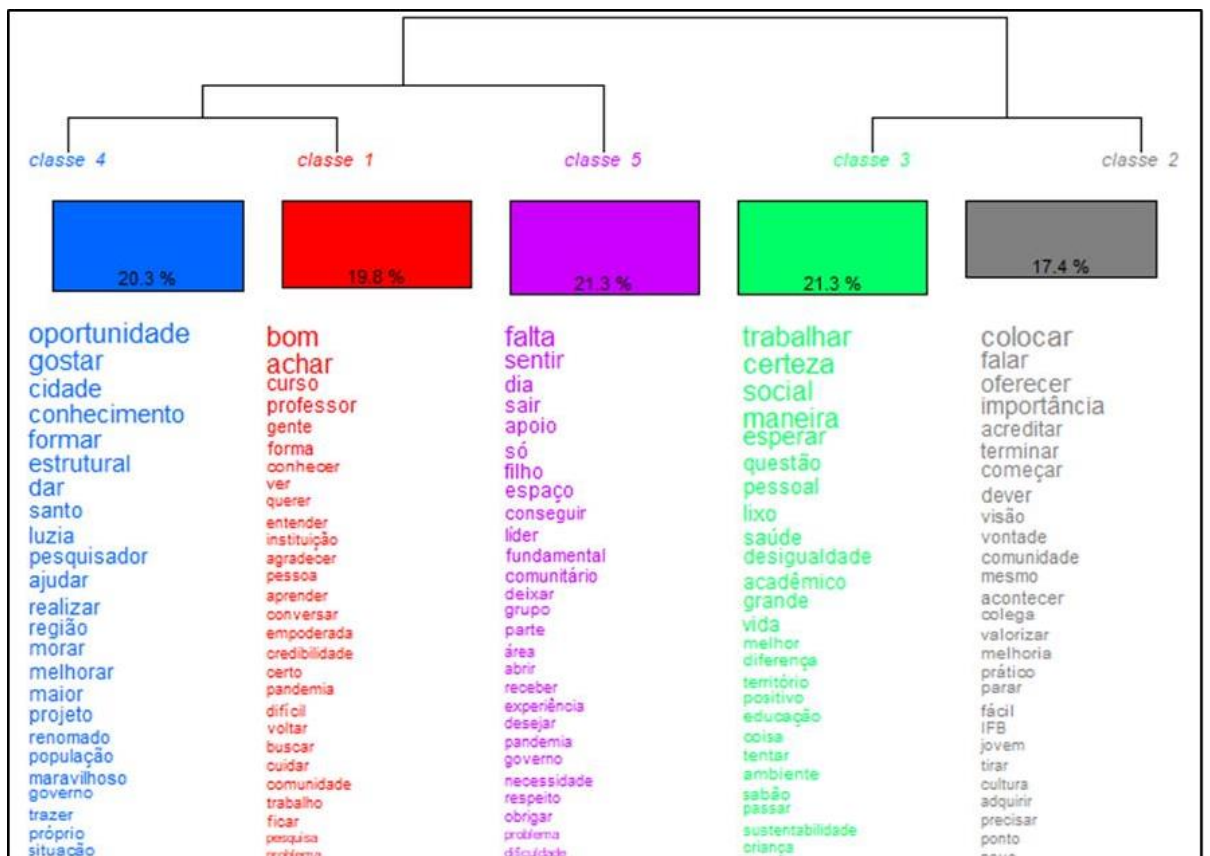 classe 4
classe 1
classe 5
classe 3
classe 2
20.3 %
19.8 %
21.3 %
21.3 %
17.4 %
oportunidade
gostar
cidade
conhecimento
formar
estrutural
dar
santo
luzia
pesquisador
ajudar
realizar
região
morar
melhorar
maior
projeto
renomado
população
maravilhoso
governo
trazer
próprio
situação
bom
achar
curso
professor
gente
forma
conhecer
ver
querer
entender
instituição
agradecer
pessoa
aprender
conversar
empoderada
credibilidade
certo
pandemia
difícil
voltar
buscar
cuidar
comunidade
trabalho
ficar
pesquisa
problema
falta
sentir
dia
sair
apoio
só
filho
espaço
conseguir
líder
fundamental
comunitário
deixar
grupo
parte
área
abrir
receber
experiência
desejar
pandemia
governo
necessidade
respeito
obrigar
problema
dificuldade
trabalhar
certeza
social
maneira
esperar
questão
pessoal
lixo
saúde
desigualdade
acadêmico
grande
vida
melhor
diferença
território
positivo
educação
coisa
tentar
ambiente
sabão
passar
sustentabilidade
criança
colocar
falar
oferecer
importância
acreditar
terminar
começar
dever
visão
vontade
comunidade
mesmo
acontecer
colega
valorizar
melhoria
prático
parar
fácil
IFB
jovem
tirar
cultura
adquirir
precisar
ponto